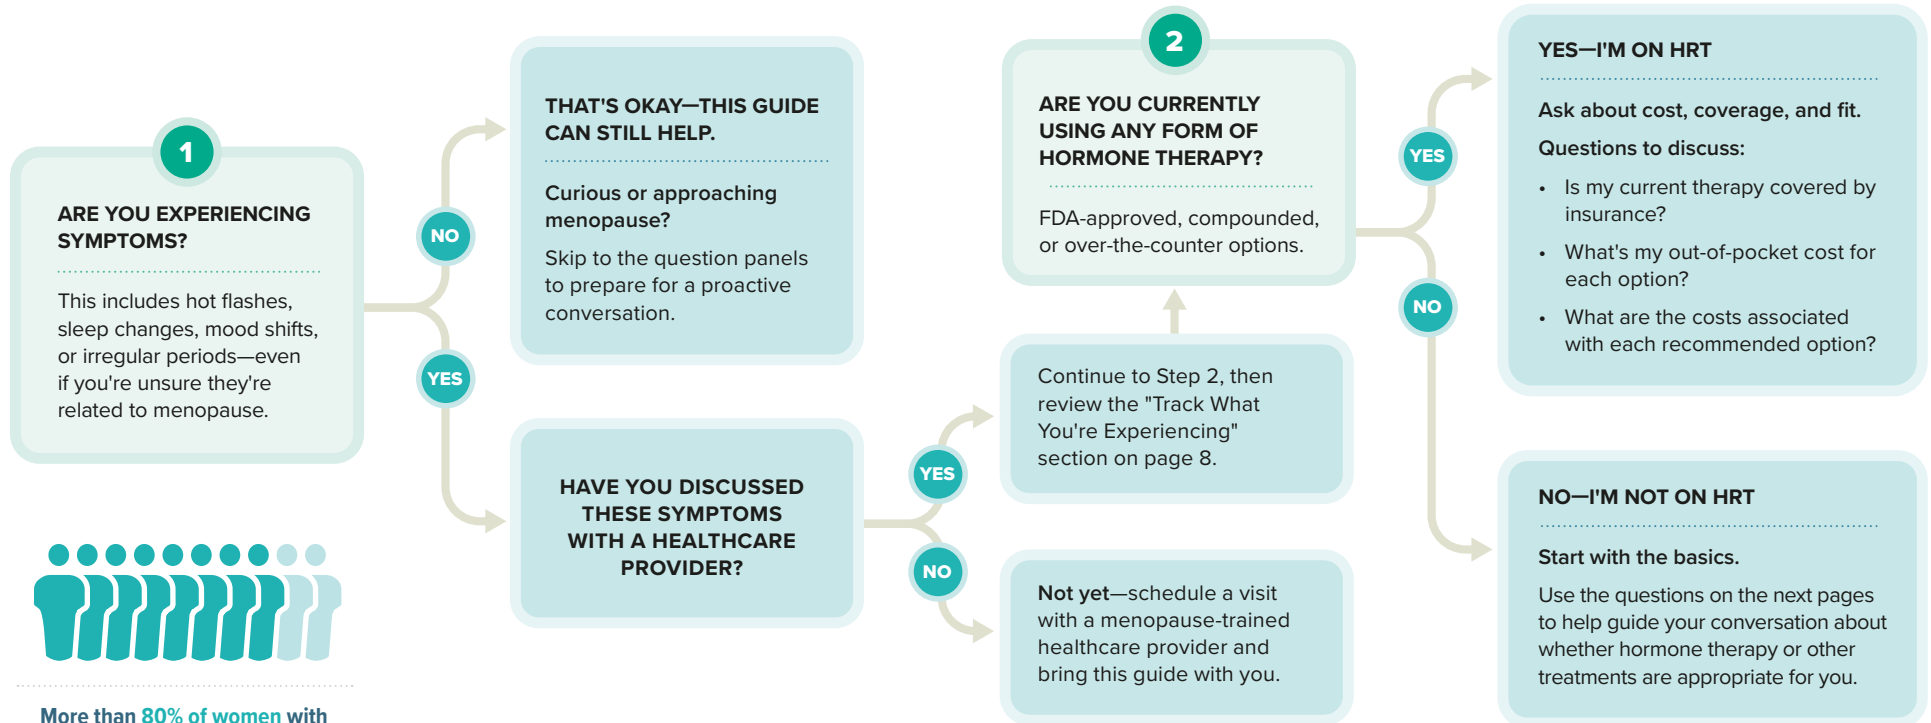 1
ARE YOU EXPERIENCING
SYMPTOMS?
This includes hot flashes,
sleep changes, mood shifts,
or irregular periods—even
if you're unsure they're
related to menopause.
NO
YES
THAT'S OKAY—THIS GUIDE
CAN STILL HELP.
Curious or approaching
menopause?
Skip to the question panels
to prepare for a proactive
conversation.
HAVE YOU DISCUSSED
THESE SYMPTOMS
WITH A HEALTHCARE
PROVIDER?
YES
NO
Continue to Step 2, then
review the "Track What
You're Experiencing"
section on page 8.
Not yet—schedule a visit
with a menopause-trained
healthcare provider and
bring this guide with you.
2
ARE YOU CURRENTLY
USING ANY FORM OF
HORMONE THERAPY?
FDA-approved, compounded,
or over-the-counter options.
YES
NO
YES—I'M ON HRT
Ask about cost, coverage, and fit.
Questions to discuss:
• Is my current therapy covered by
insurance?
• What's my out-of-pocket cost for
each option?
• What are the costs associated
with each recommended option?
NO—I'M NOT ON HRT
Start with the basics.
Use the questions on the next pages
to help guide your conversation about
whether hormone therapy or other
treatments are appropriate for you.
More than 80% of women with